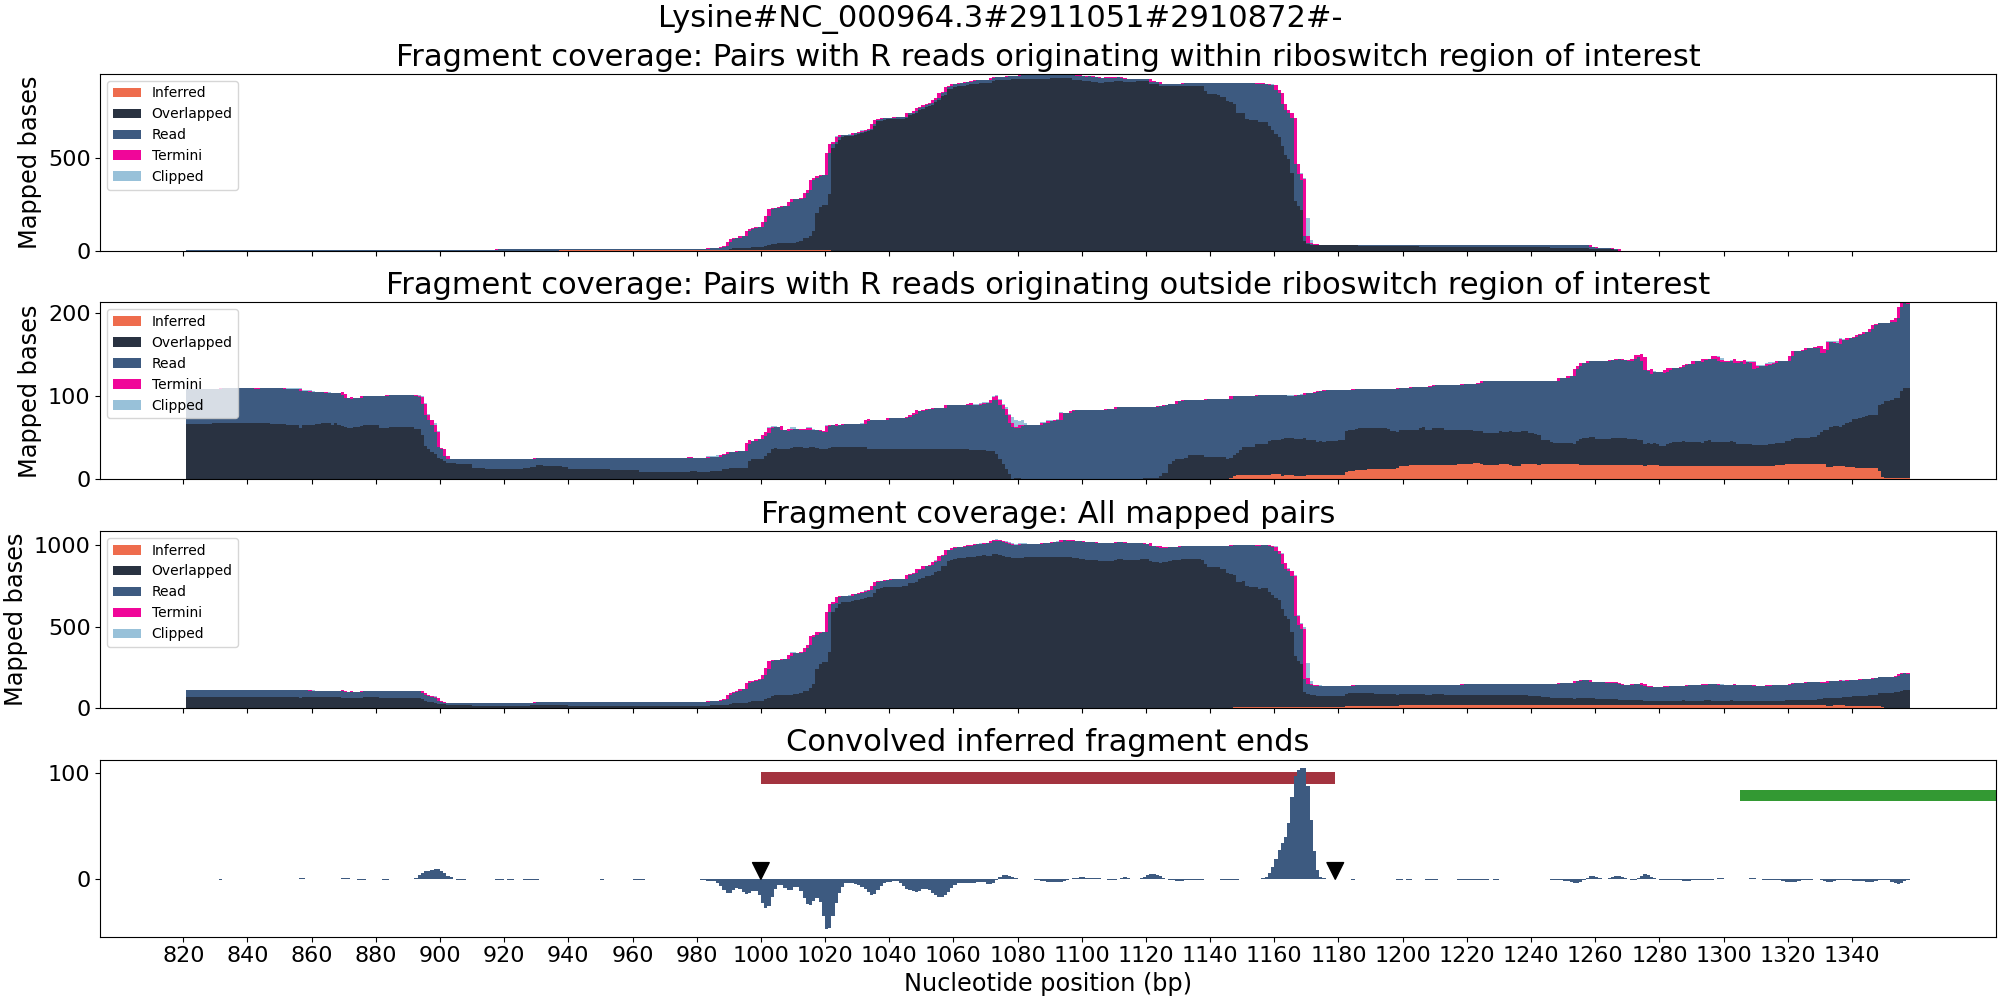 Lysine#NC_000964.3#2911051#2910872#-
Fragment coverage: Pairs with R reads originating within riboswitch region of interest
Mapped bases
500
0
Inferred
Overlapped
Read
Termini
Clipped
Fragment coverage: Pairs with R reads originating outside riboswitch region of interest
Mapped bases
200
100
0
Inferred
Overlapped
Read
Termini
Clipped
Fragment coverage: All mapped pairs
Mapped bases
1000
500
0
Inferred
Overlapped
Read
Termini
Clipped
Convolved inferred fragment ends
100
0
820 840 860 880 900 920 940 960 980 1000 1020 1040 1060 1080 1100 1120 1140 1160 1180 1200 1220 1240 1260 1280 1300 1320 1340
Nucleotide position (bp)